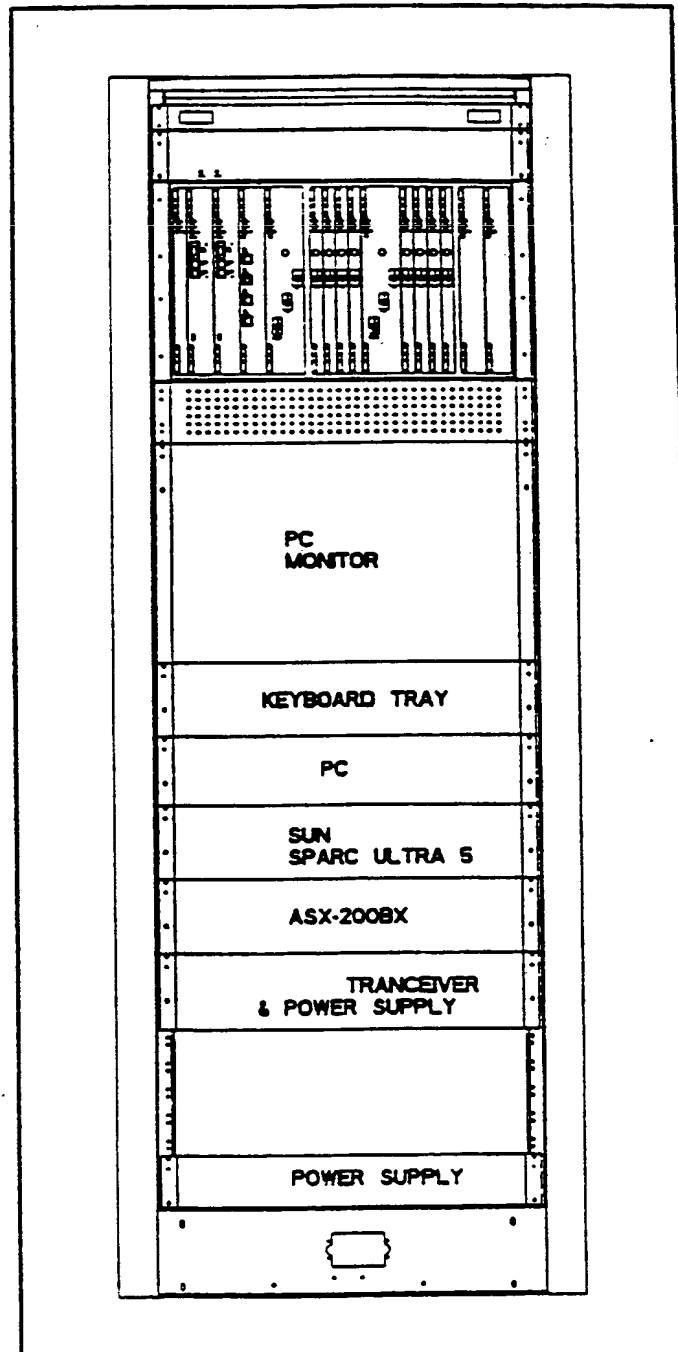 PC
MONITOR
KEYBOARD TRAY
PC
SUN
SPARC ULTRA 5
ASX-200BX
TRANCEIVER
& POWER SUPPLY
POWER SUPPLY